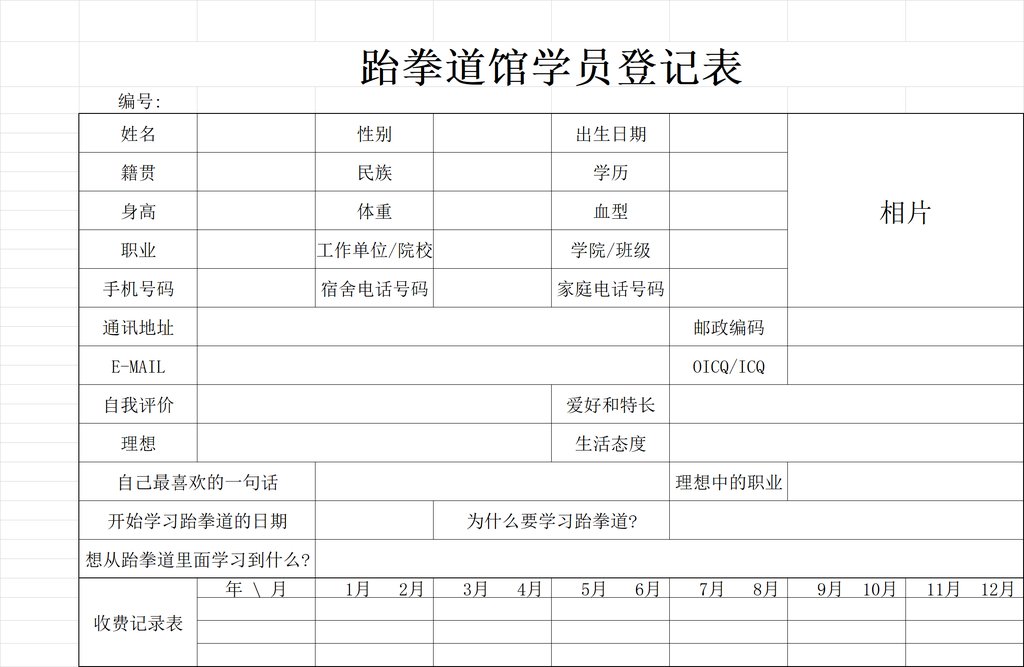 跆拳道馆学员登记表
编号:
姓名 性别 出生日期
籍贯 民族 学历
相片
身高 体重 血型
职业 工作单位/院校 学院/班级
手机号码 宿舍电话号码 家庭电话号码
通讯地址 邮政编码
E-MAIL OICQ/ICQ
自我评价 爱好和特长
理想 生活态度
自己最喜欢的一句话 理想中的职业
开始学习跆拳道的日期 为什么要学习跆拳道?
想从跆拳道里面学习到什么?
年 \ 月 1月 2月 3月 4月 5月 6月 7月 8月 9月 10月 11月 12月
收费记录表